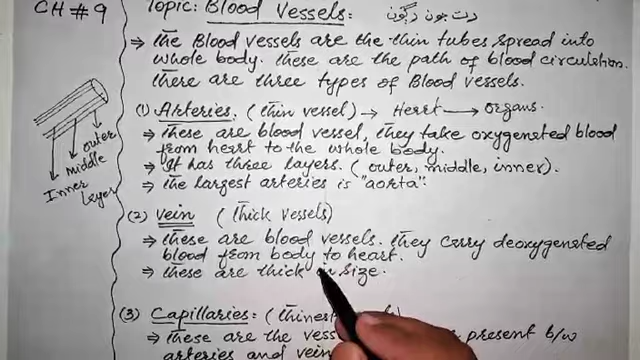 CH # 9
Topic: Blood Vessels:
⇒ The Blood vessels are the thin tubes spread into
whole body. These are the path of blood circulation.
There are three types of Blood vessels.
(1) Arteries. (thin vessel) → Heart → Organs.
⇒ These are blood vessel, they take oxygenated blood
from heart to the whole body.
⇒ It has three layers. (outer, middle, inner).
⇒ The largest arteries is "aorta".
outer
middle
Inner
layer
(2) Vein (Thick vessels)
⇒ These are blood vessels. They carry deoxygenated
blood from body to heart.
⇒ These are thick in size.
(3) Capillaries: (thinest
⇒ These are the present b/w
arteries and vein